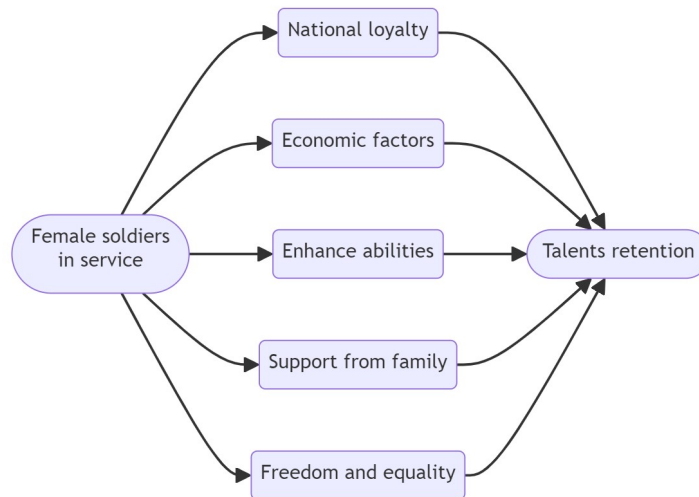 National loyalty
Economic factors
Female soldiers
in service
Enhance abilities
Talents retention
Support from family
Freedom and equality